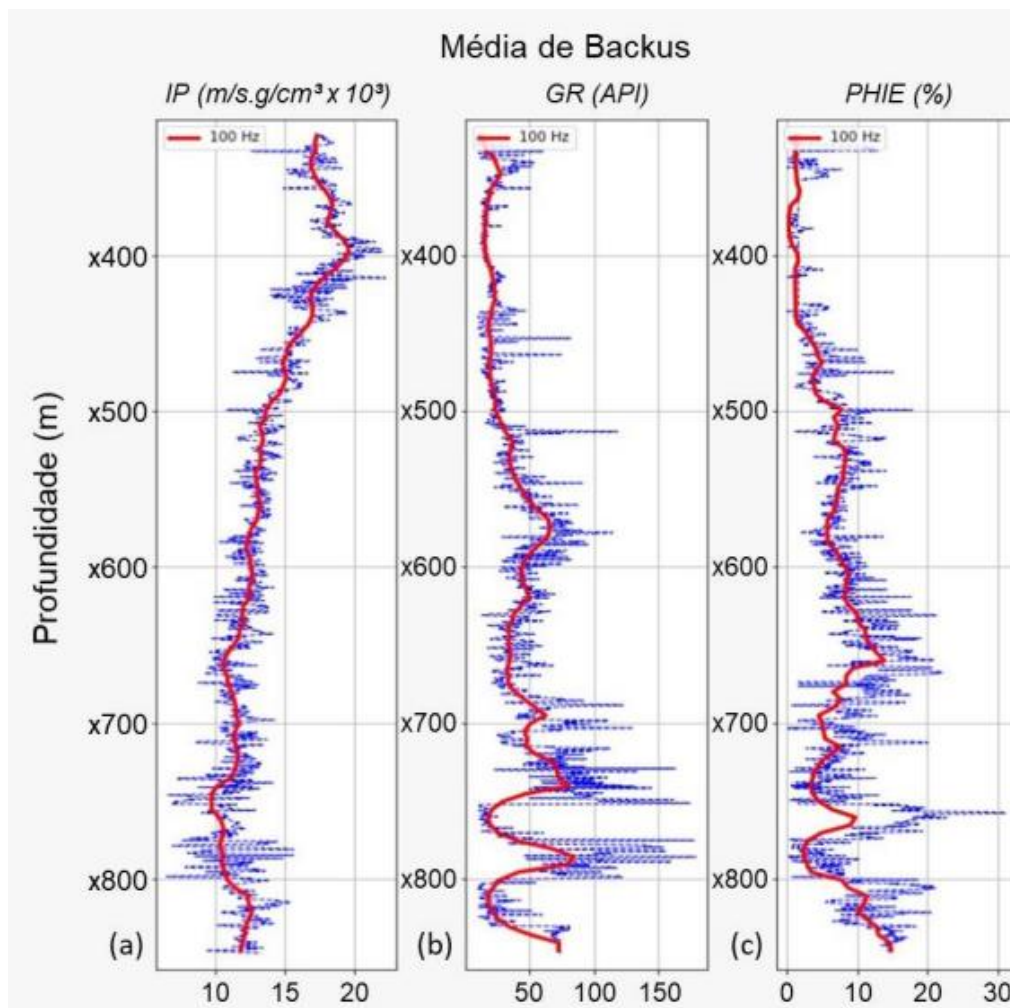 Média de Backus
IP (m/s.g/cm³ x 10³)
GR (API)
PHIE (%)
100 Hz
100 Hz
100 Hz
Profundidade (m)
x400
x500
x600
x700
x800
x400
x500
x600
x700
x800
x400
x500
x600
x700
x800
(a)
(b)
(c)
10 15 20
50 100 150
0 10 20 30